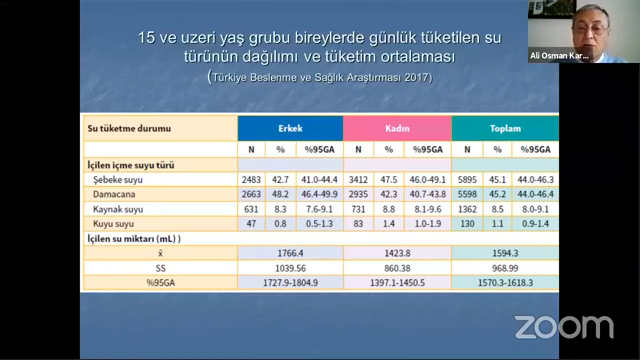 15 ve uzeri yaş grubu bireylerde günlük tüketilen su
türünün dağılımı ve tüketim ortalaması
(Türkiye Beslenme ve Sağlık Araştırması 2017)
Ali Osman Kar...
Su tüketme durumu Erkek Kadın Toplam
N % %95GA N % %95GA N % %95GA
İçilen içme suyu türü
Şebeke suyu 2483 42.7 41.0-44.4 3412 47.5 46.0-49.1 5895 45.1 44.0-46.3
Damacana 2663 48.2 46.4-49.9 2935 42.3 40.7-43.8 5598 45.2 44.0-46.4
Kaynak suyu 631 8.3 7.6-9.1 731 8.8 8.1-9.6 1362 8.5 8.0-9.1
Kuyu suyu 47 0.8 0.5-1.3 83 1.4 1.0-1.9 130 1.1 0.9-1.4
İçilen su miktarı (mL) )
x̄ 1766.4 1423.8 1594.3
SS 1039.56 860.38 968.99
%95GA 1727.9-1804.9 1397.1-1450.5 1570.3-1618.3
zoom